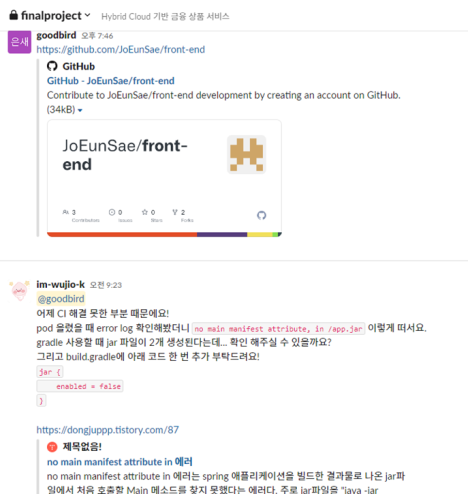 finalproject Hybrid Cloud 기반 금융 상품 서비스
은새 goodbird 오후 7:46
https://github.com/JoEunSae/front-end
GitHub
GitHub - JoEunSae/front-end
Contribute to JoEunSae/front-end development by creating an account on GitHub.
(34kB)
JoEunSae/front-
end
3 0 0 2
Contributors Issues Stars Forks
im-wujio-k 오전 9:23
@goodbird
어제 CI 해결 못한 부분 때문에요!
pod 올렸을 때 error log 확인해봤더니 no main manifest attribute, in /app.jar 이렇게 떠서요.
gradle 사용할 때 jar 파일이 2개 생성된다는데... 확인 해주실 수 있을까요?
그리고 build.gradle에 아래 코드 한 번 추가 부탁드려요!
jar {
enabled = false
}
https://dongjuppp.tistory.com/87
제목없음!
no main manifest attribute in 에러
no main manifest attribute in 에러는 spring 애플리케이션을 빌드한 결과물로 나온 jar파
일에서 처음 호출할 Main 메소드를 찾지 못했다는 에러다. 주로 jar파일을 "java -jar